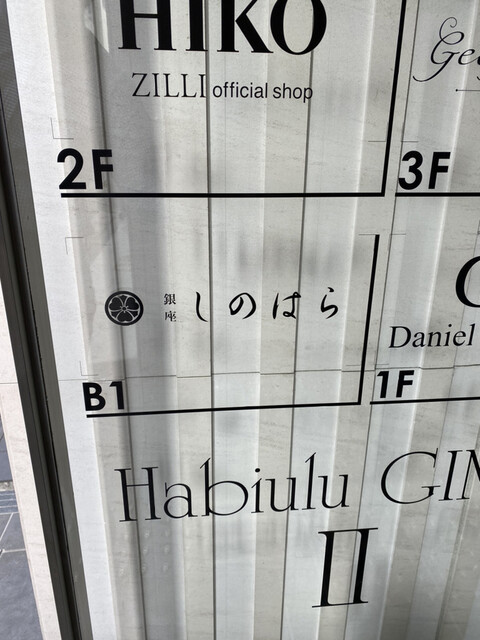 HIKO
ZILLI official shop
2F
3F
銀座 しのはら
B1
Daniel
1F
Habiulu GIN
II